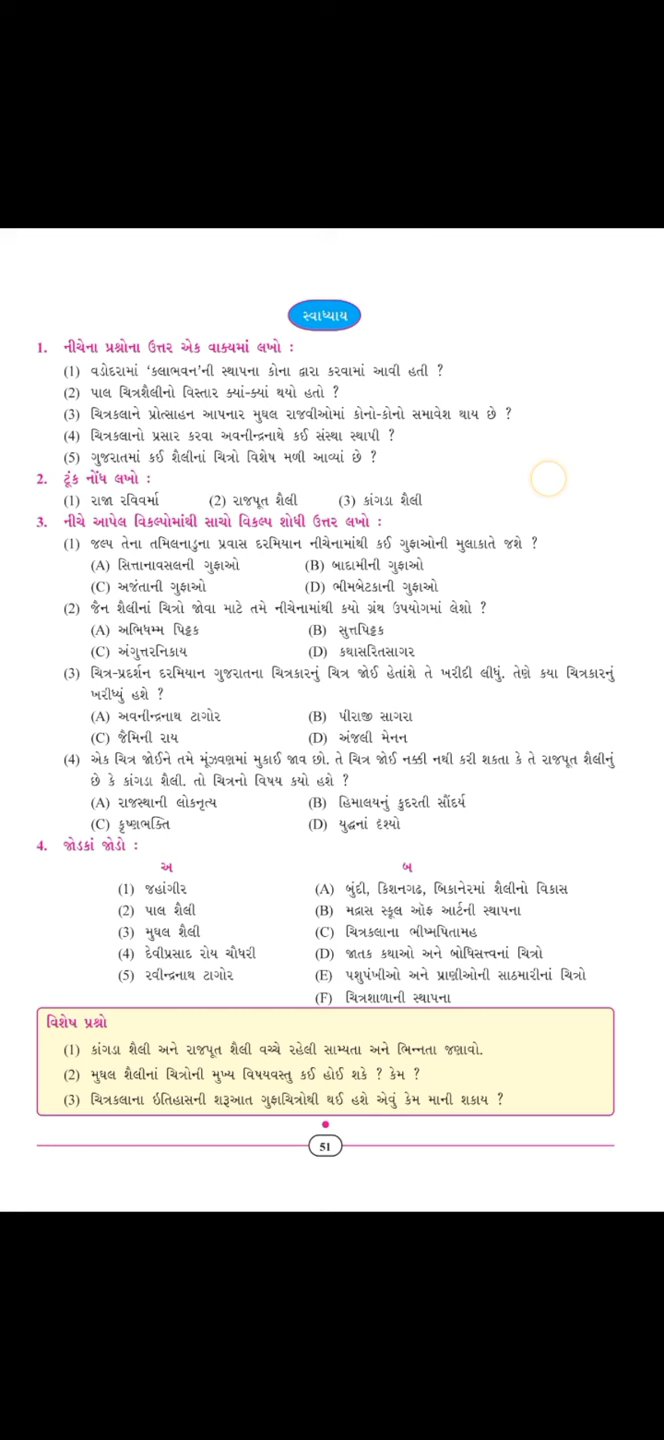 સ્વાધ્યાય
1. નીચેના પ્રશ્નોના ઉત્તર એક વાક્યમાં લખો :
(1) વડોદરામાં ‘કલાભવન’ની સ્થાપના કોના દ્વારા કરવામાં આવી હતી ?
(2) પાલ ચિત્રશૈલીનો વિસ્તાર ક્યાં-ક્યાં થયો હતો ?
(3) ચિત્રકલાને પ્રોત્સાહન આપનાર મુઘલ રાજવીઓમાં કોનો-કોનો સમાવેશ થાય છે ?
(4) ચિત્રકલાનો પ્રસાર કરવા અવનીન્દ્રનાથે કઈ સંસ્થા સ્થાપી ?
(5) ગુજરાતમાં કઈ શૈલીનાં ચિત્રો વિશેષ મળી આવ્યાં છે ?
2. ટૂંક નોંધ લખો :
(1) રાજા રવિવર્મા (2) રાજપૂત શૈલી (3) કાંગડા શૈલી
3. નીચે આપેલ વિકલ્પોમાંથી સાચો વિકલ્પ શોધી ઉત્તર લખો :
(1) જલ્પ તેના તમિલનાડુના પ્રવાસ દરમિયાન નીચેનામાંથી કઈ ગુફાઓની મુલાકાતે જશે ?
(A) સિત્તાનાવસલની ગુફાઓ (B) બાદામીની ગુફાઓ
(C) અજંતાની ગુફાઓ (D) ભીમબેટકાની ગુફાઓ
(2) જૈન શૈલીનાં ચિત્રો જોવા માટે તમે નીચેનામાંથી કયો ગ્રંથ ઉપયોગમાં લેશો ?
(A) અભિધમ્મ પિટ્ટક (B) સુત્તપિટ્ટક
(C) અંગુત્તરનિકાય (D) કથાસરિતસાગર
(3) ચિત્ર-પ્રદર્શન દરમિયાન ગુજરાતના ચિત્રકારનું ચિત્ર જોઈ હેતાંશે તે ખરીદી લીધું. તેણે કયા ચિત્રકારનું
ખરીધ્યું હશે ?
(A) અવનીન્દ્રનાથ ટાગોર (B) પીરાજી સાગરા
(C) જૈમિની રાય (D) અંજલી મેનન
(4) એક ચિત્ર જોઈને તમે મૂંઝવણમાં મુકાઈ જાવ છો. તે ચિત્ર જોઈ નક્કી નથી કરી શકતા કે તે રાજપૂત શૈલીનું
છે કે કાંગડા શૈલી. તો ચિત્રનો વિષય કયો હશે ?
(A) રાજસ્થાની લોકનૃત્ય (B) હિમાલયનું કુદરતી સૌંદર્ય
(C) કૃષ્ણભક્તિ (D) યુદ્ધનાં દૃશ્યો
4. જોડકાં જોડો :
અ બ
(1) જહાંગીર (A) બુંદી, કિશનગઢ, બિકાનેરમાં શૈલીનો વિકાસ
(2) પાલ શૈલી (B) મદ્રાસ સ્કૂલ ઑફ આર્ટની સ્થાપના
(3) મુઘલ શૈલી (C) ચિત્રકલાના ભીષ્મપિતામહ
(4) દેવીપ્રસાદ રોય ચૌધરી (D) જાતક કથાઓ અને બોધિસત્ત્વનાં ચિત્રો
(5) રવીન્દ્રનાથ ટાગોર (E) પશુપંખીઓ અને પ્રાણીઓની સાઠમારીનાં ચિત્રો
(F) ચિત્રશાળાની સ્થાપના
વિશેષ પ્રશ્નો
(1) કાંગડા શૈલી અને રાજપૂત શૈલી વચ્ચે રહેલી સામ્યતા અને ભિન્નતા જણાવો.
(2) મુઘલ શૈલીનાં ચિત્રોની મુખ્ય વિષયવસ્તુ કઈ હોઈ શકે ? કેમ ?
(3) ચિત્રકલાના ઇતિહાસની શરૂઆત ગુફાચિત્રોથી થઈ હશે એવું કેમ માની શકાય ?
51